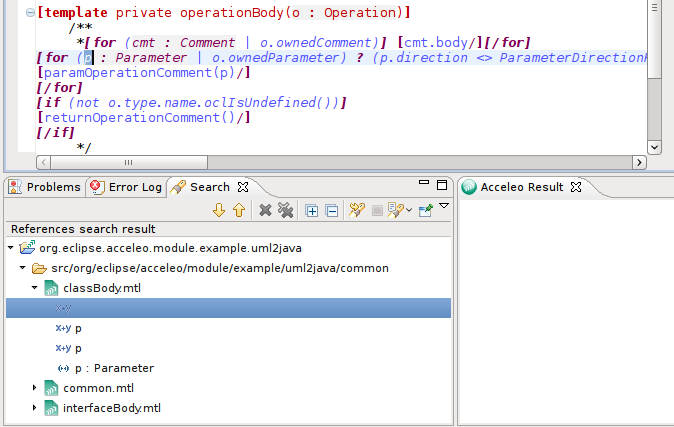 [template private operationBody(o : Operation)]
/**
*[for (cmt : Comment | o.ownedComment)] [cmt.body/][/for]
[for (p : Parameter | o.ownedParameter) ? (p.direction <> ParameterDirection
[paramOperationComment(p)/]
[/for]
[if (not o.type.name.oclIsUndefined())]
[returnOperationComment()/]
[/if]
*/
Problems Error Log Search Acceleo Result
References search result
org.eclipse.acceleo.module.example.uml2java
src/org/eclipse/acceleo/module/example/uml2java/common
classBody.mtl
x+y p
x+y p
p : Parameter
common.mtl
interfaceBody.mtl